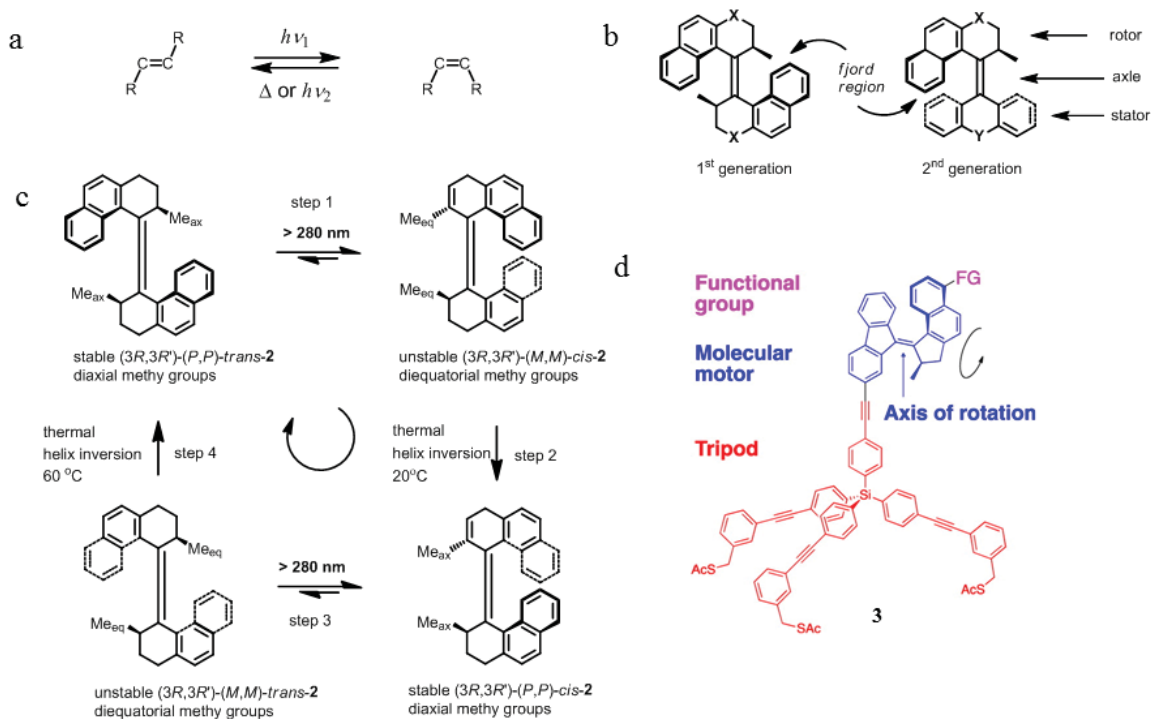 a
R
C=C
R
hν1
Δ or hν2
C=C
R
R
b
X
X
fjord
region
1st generation
X
Y
2nd generation
rotor
axle
stator
c
Meax
Meax
stable (3R,3R')-(P,P)-trans-2
diaxial methy groups
step 1
> 280 nm
Meeq
Meeq
unstable (3R,3R')-(M,M)-cis-2
diequatorial methy groups
thermal
helix inversion
60 °C
step 4
thermal
helix inversion
20°C
step 2
Meeq
Meeq
unstable (3R,3R')-(M,M)-trans-2
diequatorial methy groups
> 280 nm
step 3
Meax
Meax
stable (3R,3R')-(P,P)-cis-2
diaxial methy groups
d
Functional
group
FG
Molecular
motor
Axis of rotation
Tripod
Si
AcS
SAc
AcS
3